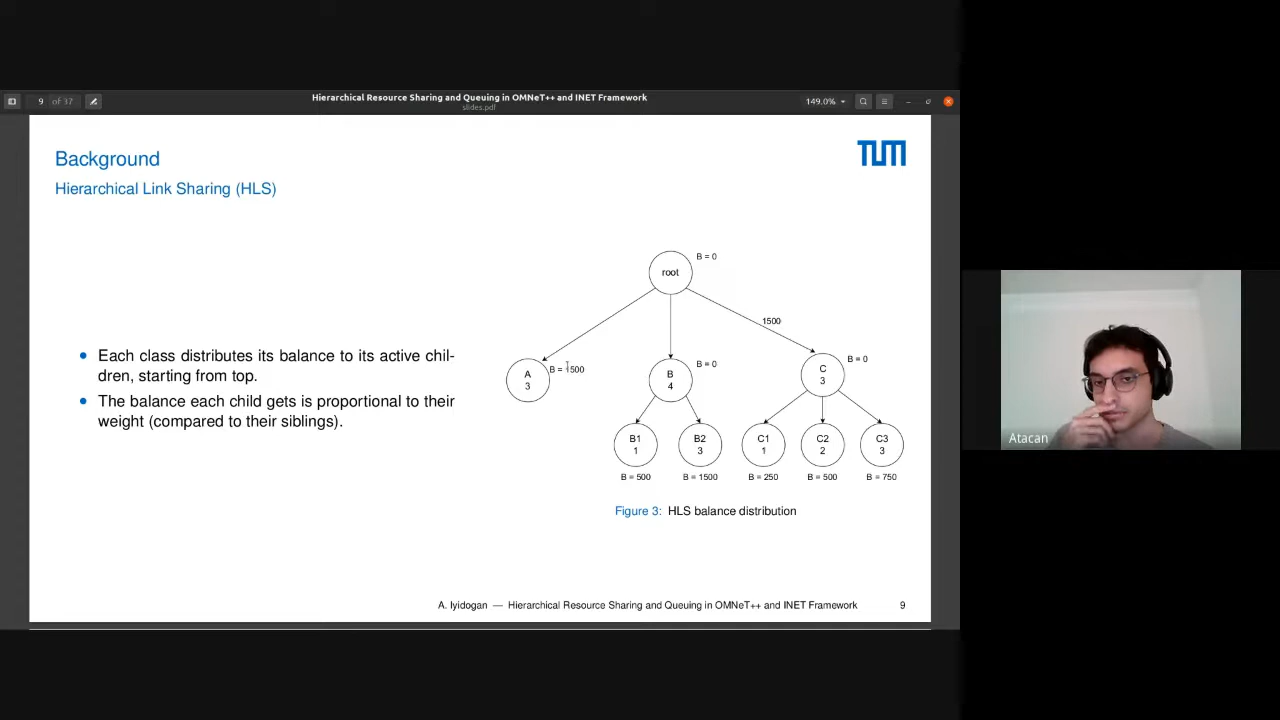 9 of 37
Hierarchical Resource Sharing and Queuing in OMNeT++ and INET Framework
slides.pdf
149.0%
Background
TUM
Hierarchical Link Sharing (HLS)
root
B = 0
1500
A
3
B = 1500
B
4
B = 0
C
3
B = 0
Each class distributes its balance to its active chil-
dren, starting from top.
The balance each child gets is proportional to their
weight (compared to their siblings).
B1
1
B2
3
C1
1
C2
2
C3
3
B = 500
B = 1500
B = 250
B = 500
B = 750
Figure 3: HLS balance distribution
A. Iyidogan — Hierarchical Resource Sharing and Queuing in OMNeT++ and INET Framework 9
Atacan